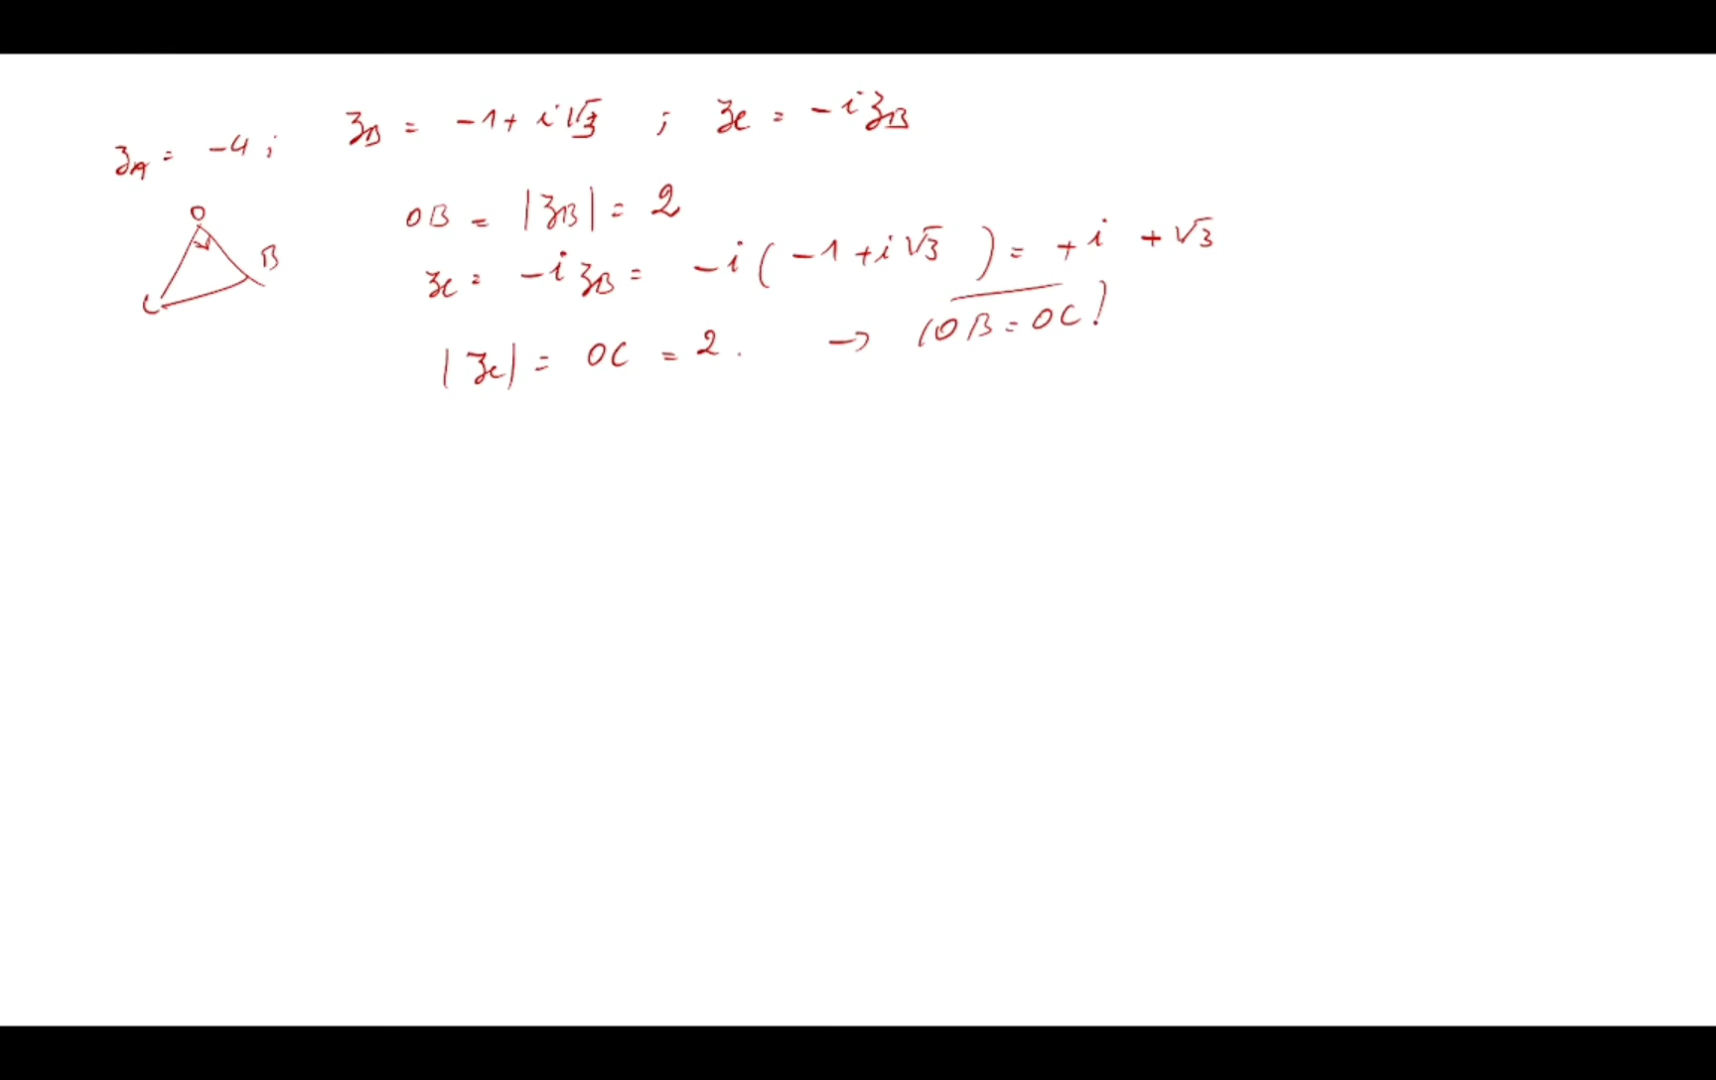 z_A = -4 ; z_B = -1 + i√3 ; z_C = -i z_B
OB = |z_B| = 2
z_C = -i z_B = -i(-1 + i√3) = +i + √3
|z_C| = OC = 2. → (OB = OC)
O
B
C